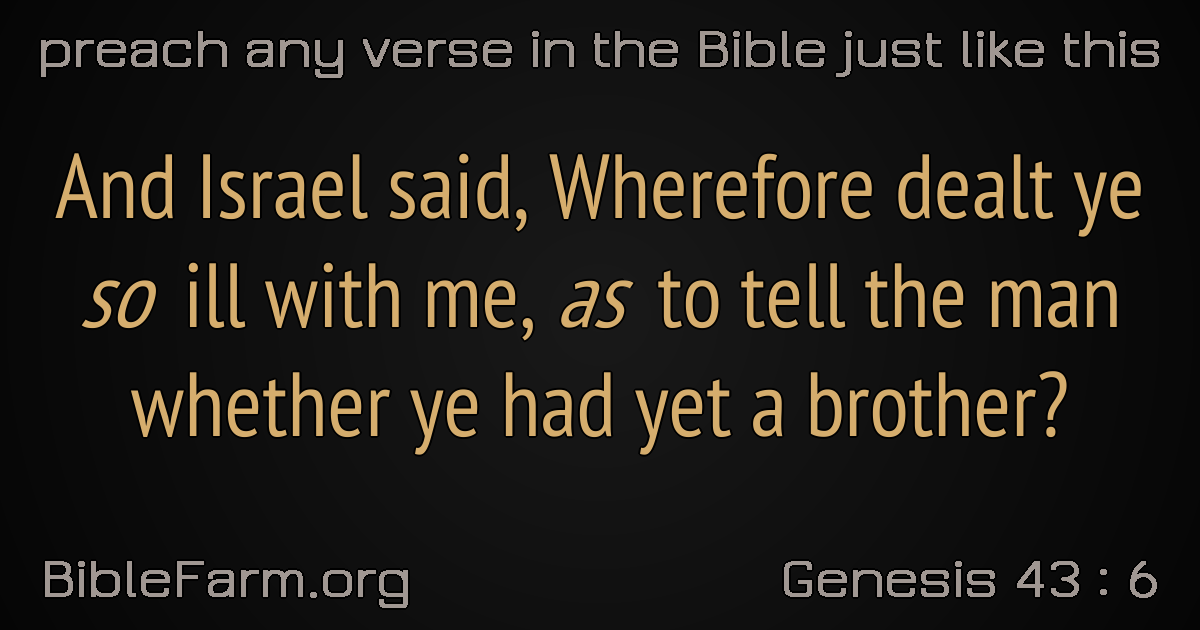 preach any verse in the Bible just like this
And Israel said, Wherefore dealt ye
so ill with me, as to tell the man
whether ye had yet a brother?
BibleFarm.org
Genesis 43 : 6